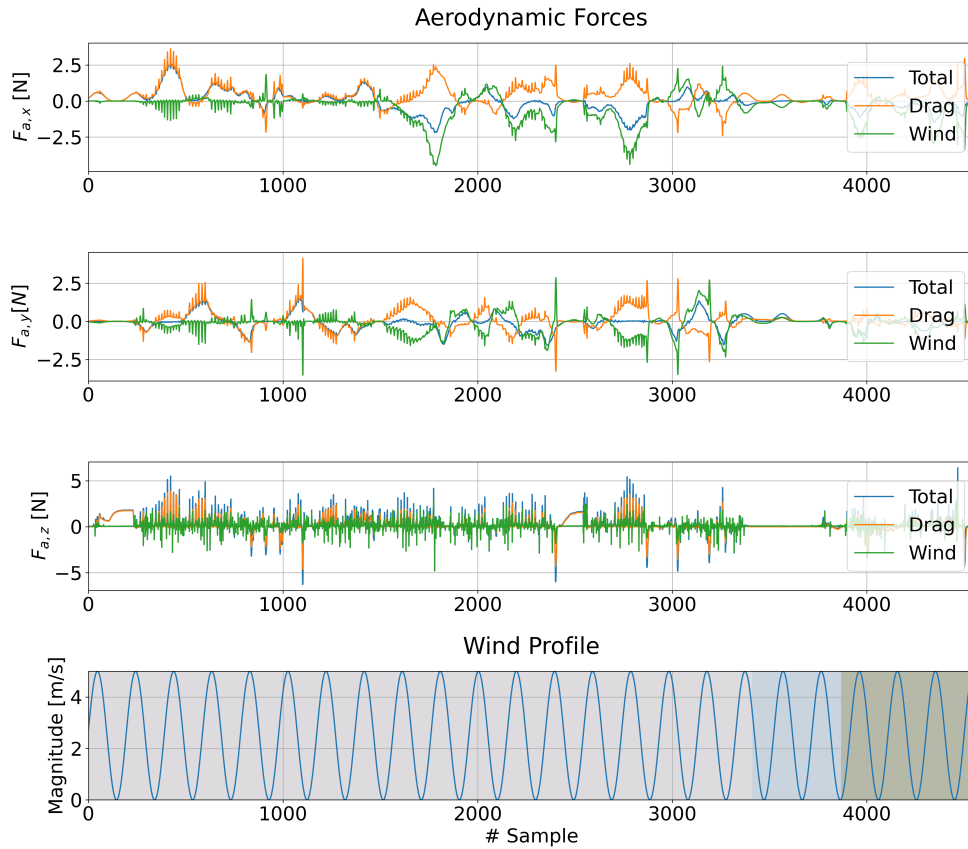 Aerodynamic Forces
F_{a,x} [N]
2.5
0.0
−2.5
Total
Drag
Wind
0 1000 2000 3000 4000
F_{a,y}[N]
2.5
0.0
−2.5
Total
Drag
Wind
0 1000 2000 3000 4000
F_{a,z} [N]
5
0
−5
Total
Drag
Wind
0 1000 2000 3000 4000
Wind Profile
Magnitude [m/s]
4
2
0
0 1000 2000 3000 4000
# Sample